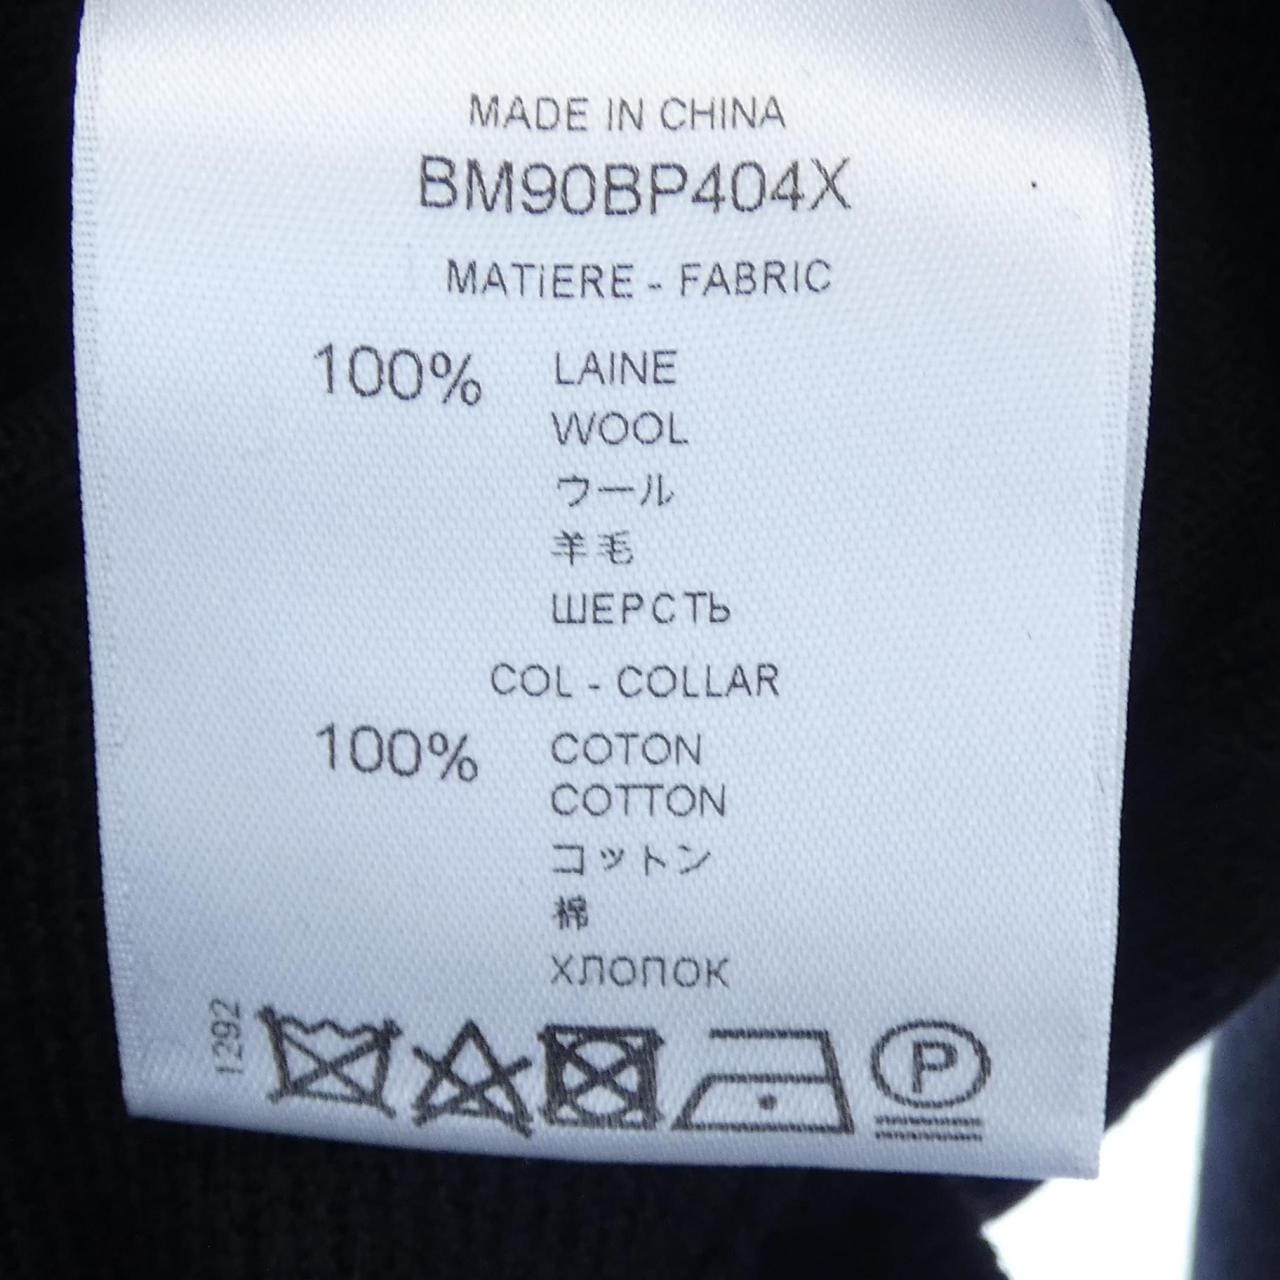 MADE IN CHINA
BM90BP404X
MATiERE - FABRIC
100% LAINE
WOOL
ウール
羊毛
ШЕРСТЬ
COL - COLLAR
100% COTON
COTTON
コットン
棉
ХЛОПОК
1292
P